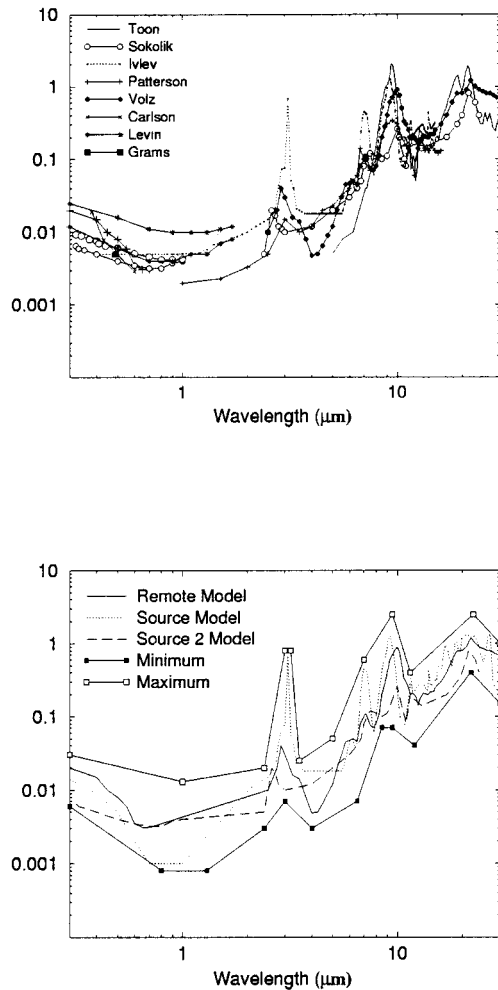 10
1
0.1
0.01
0.001
Toon
Sokolik
Ivlev
Patterson
Volz
Carlson
Levin
Grams
1 10
Wavelength (μm)
10
1
0.1
0.01
0.001
Remote Model
Source Model
Source 2 Model
Minimum
Maximum
1 10
Wavelength (μm)